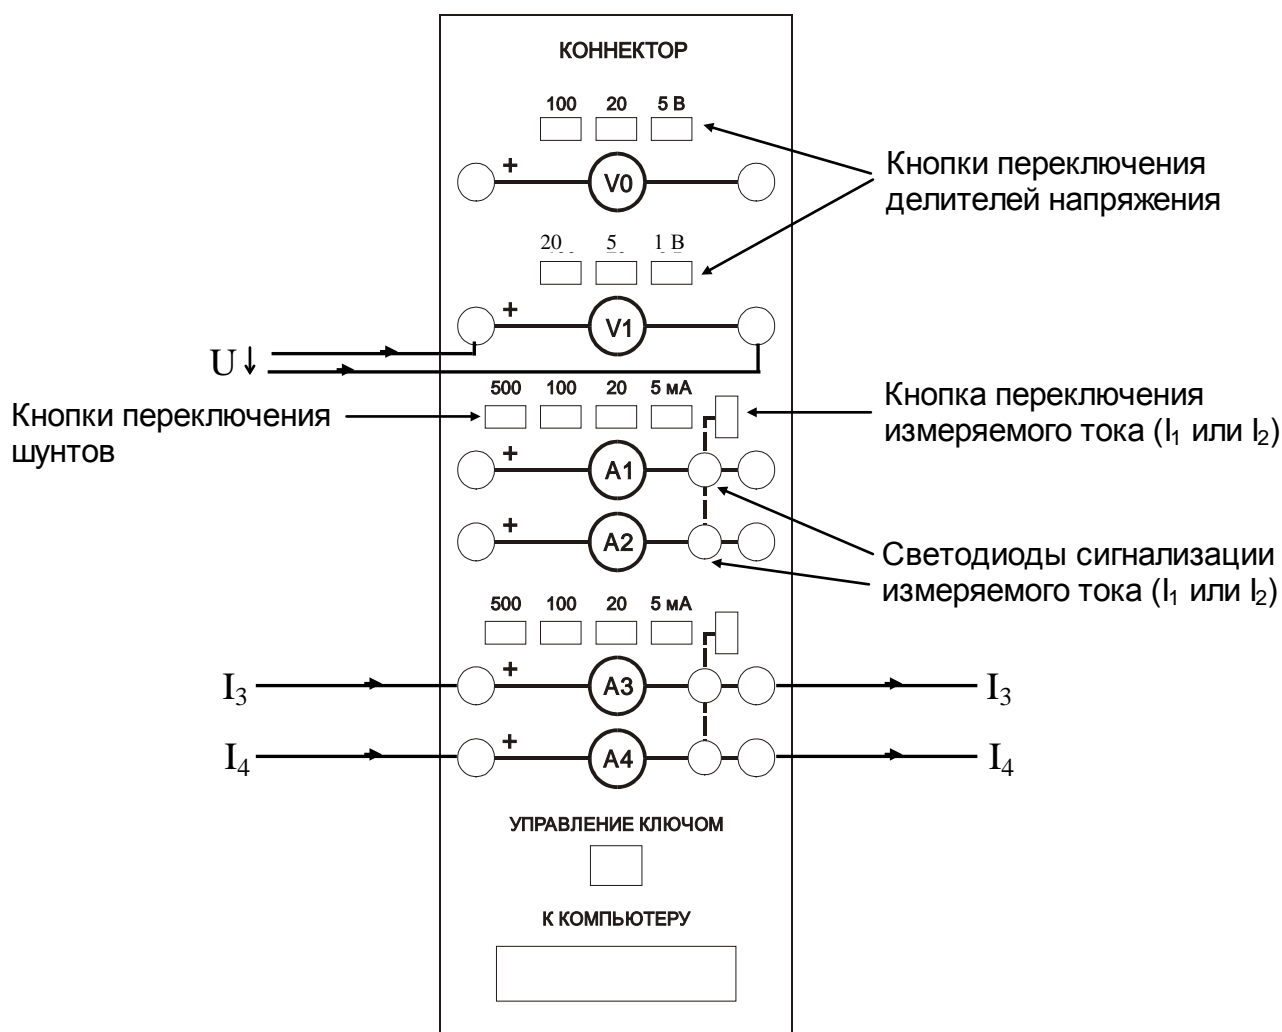 КОННЕКТОР
100 20 5 В
+ V0
Кнопки переключения
делителей напряжения
20 5 1 В
+ V1
U↓
500 100 20 5 мА
Кнопки переключения
шунтов
Кнопка переключения
измеряемого тока (I₁ или I₂)
+ A1
+ A2
Светодиоды сигнализации
измеряемого тока (I₁ или I₂)
500 100 20 5 мА
I₃ + A3 I₃
I₄ + A4 I₄
УПРАВЛЕНИЕ КЛЮЧОМ
К КОМПЬЮТЕРУ